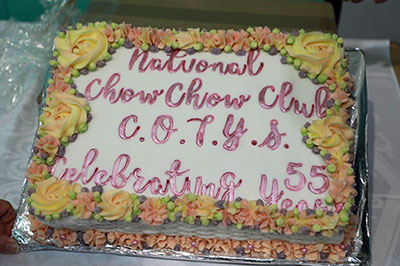 National
Chow Chow Club
C.O.T.Y.S.
Celebrating 55 Years